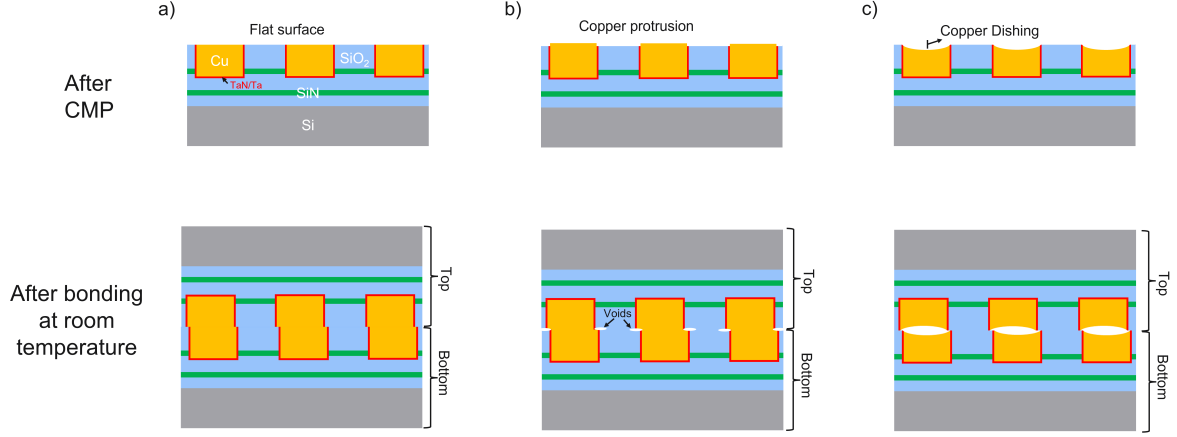 a)
b)
c)
Flat surface
Copper protrusion
Copper Dishing
After
CMP
Cu
SiO2
TaN/Ta
SiN
Si
After bonding
at room
temperature
Top
Bottom
Voids
Top
Bottom
Top
Bottom